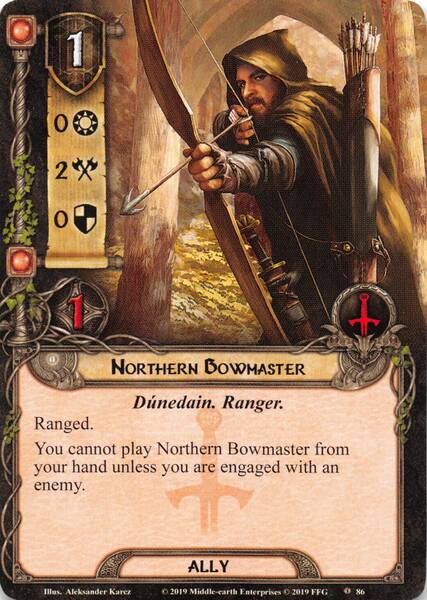 1
0
2
0
1
NORTHERN BOWMASTER
Dúnedain. Ranger.
Ranged.
You cannot play Northern Bowmaster from
your hand unless you are engaged with an
enemy.
ALLY
Illus. Aleksander Karcz © 2019 Middle-earth Enterprises © 2019 FFG 86